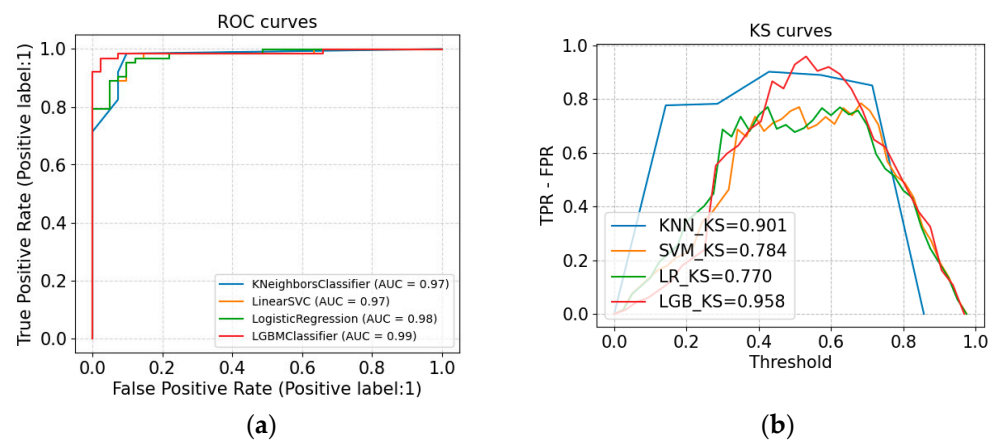 ROC curves
True Positive Rate (Positive label:1)
1.0
0.8
0.6
0.4
0.2
0.0
KNeighborsClassifier (AUC = 0.97)
LinearSVC (AUC = 0.97)
LogisticRegression (AUC = 0.98)
LGBMClassifier (AUC = 0.99)
0.0 0.2 0.4 0.6 0.8 1.0
False Positive Rate (Positive label:1)
(a)
KS curves
TPR - FPR
1.0
0.8
0.6
0.4
0.2
0.0
KNN_KS=0.901
SVM_KS=0.784
LR_KS=0.770
LGB_KS=0.958
0.0 0.2 0.4 0.6 0.8 1.0
Threshold
(b)